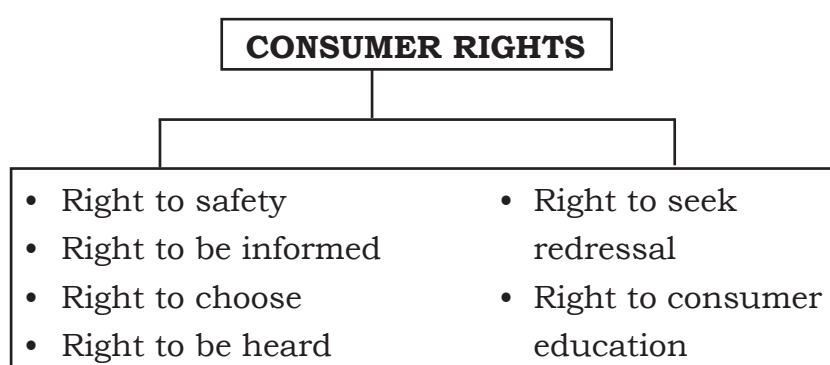 CONSUMER RIGHTS
• Right to safety
• Right to be informed
• Right to choose
• Right to be heard
• Right to seek
redressal
• Right to consumer
education